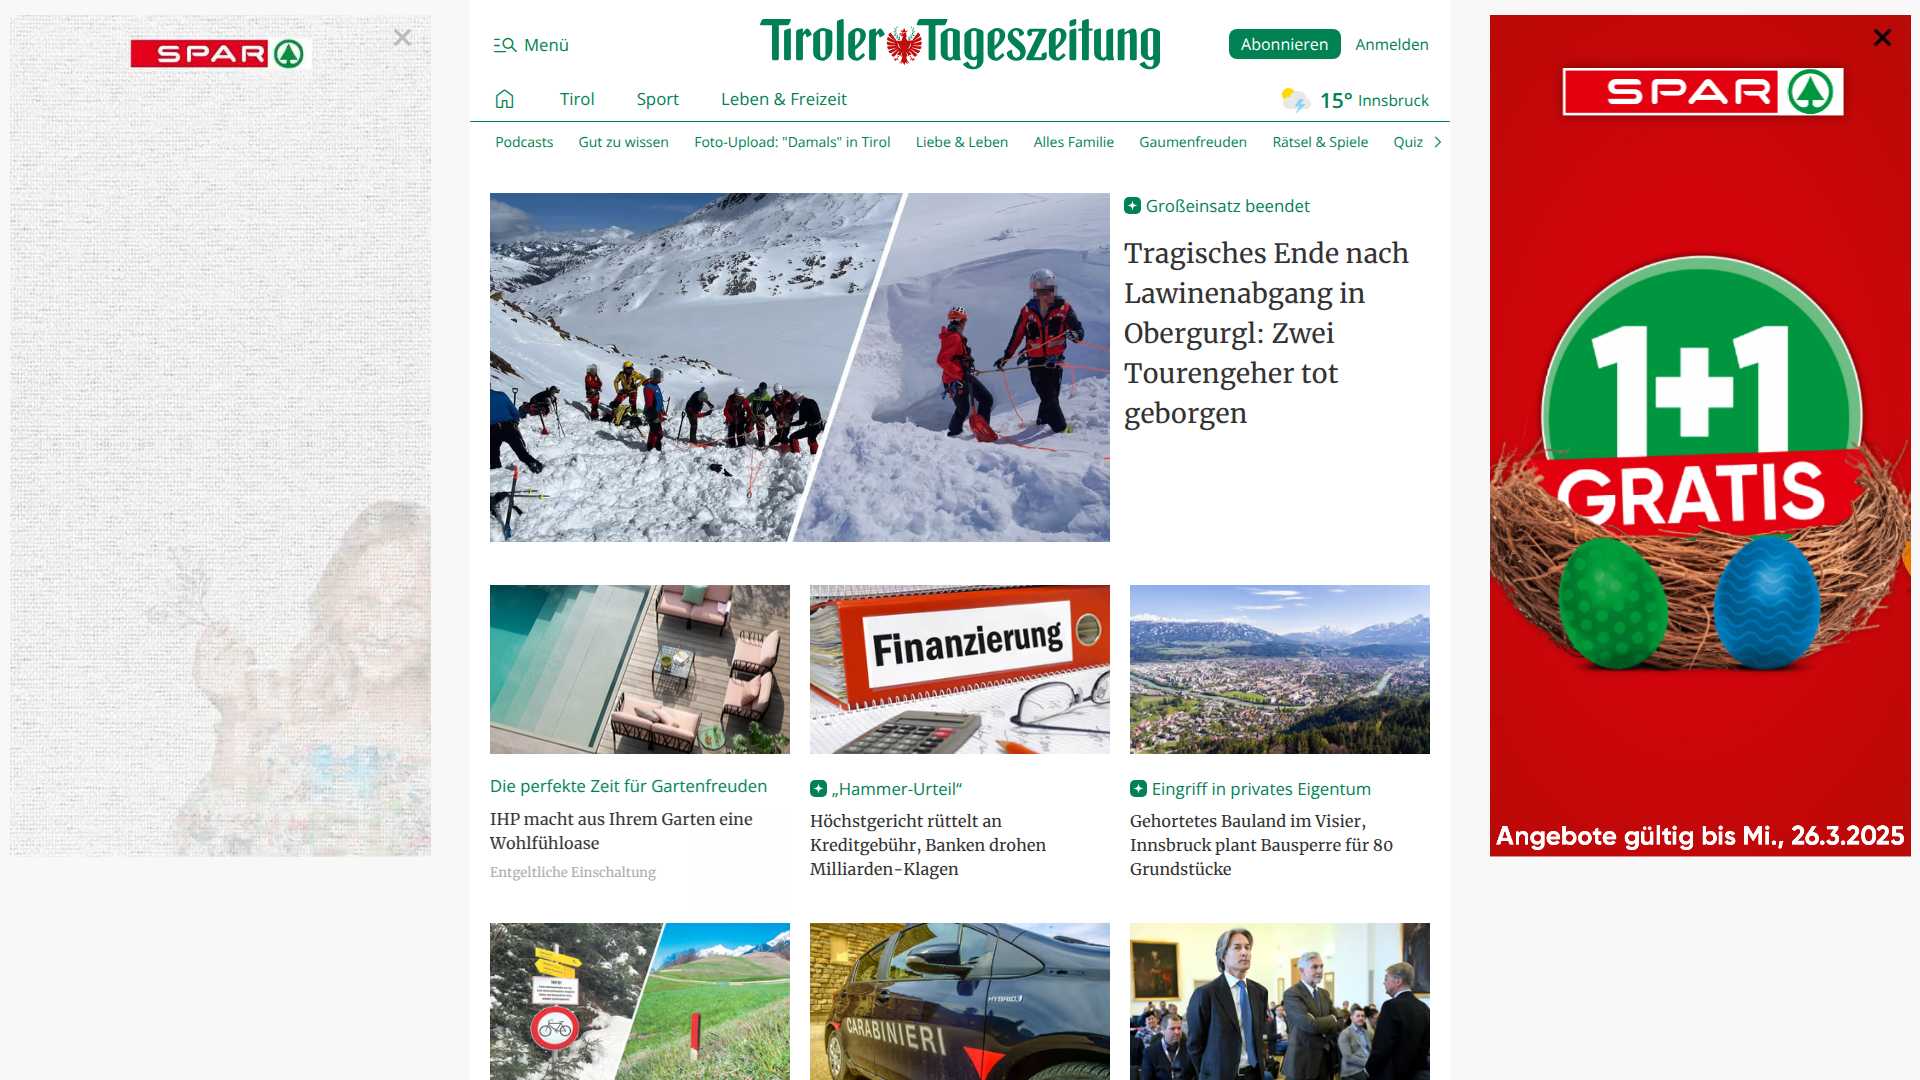 SPAR
Menü
Tiroler Tageszeitung
Abonnieren
Anmelden
Tirol
Sport
Leben & Freizeit
15° Innsbruck
Podcasts
Gut zu wissen
Foto-Upload: "Damals" in Tirol
Liebe & Leben
Alles Familie
Gaumenfreuden
Rätsel & Spiele
Quiz
Großeinsatz beendet
Tragisches Ende nach
Lawinenabgang in
Obergurgl: Zwei
Tourengeher tot
geborgen
Finanzierung
Die perfekte Zeit für Gartenfreuden
IHP macht aus Ihrem Garten eine
Wohlfühloase
Entgeltliche Einschaltung
„Hammer-Urteil“
Höchstgericht rüttelt an
Kreditgebühr, Banken drohen
Milliarden-Klagen
Eingriff in privates Eigentum
Gehortetes Bauland im Visier,
Innsbruck plant Bausperre für 80
Grundstücke
HYBRID
CARABINIERI
SPAR
1+1
GRATIS
Angebote gültig bis Mi., 26.3.2025